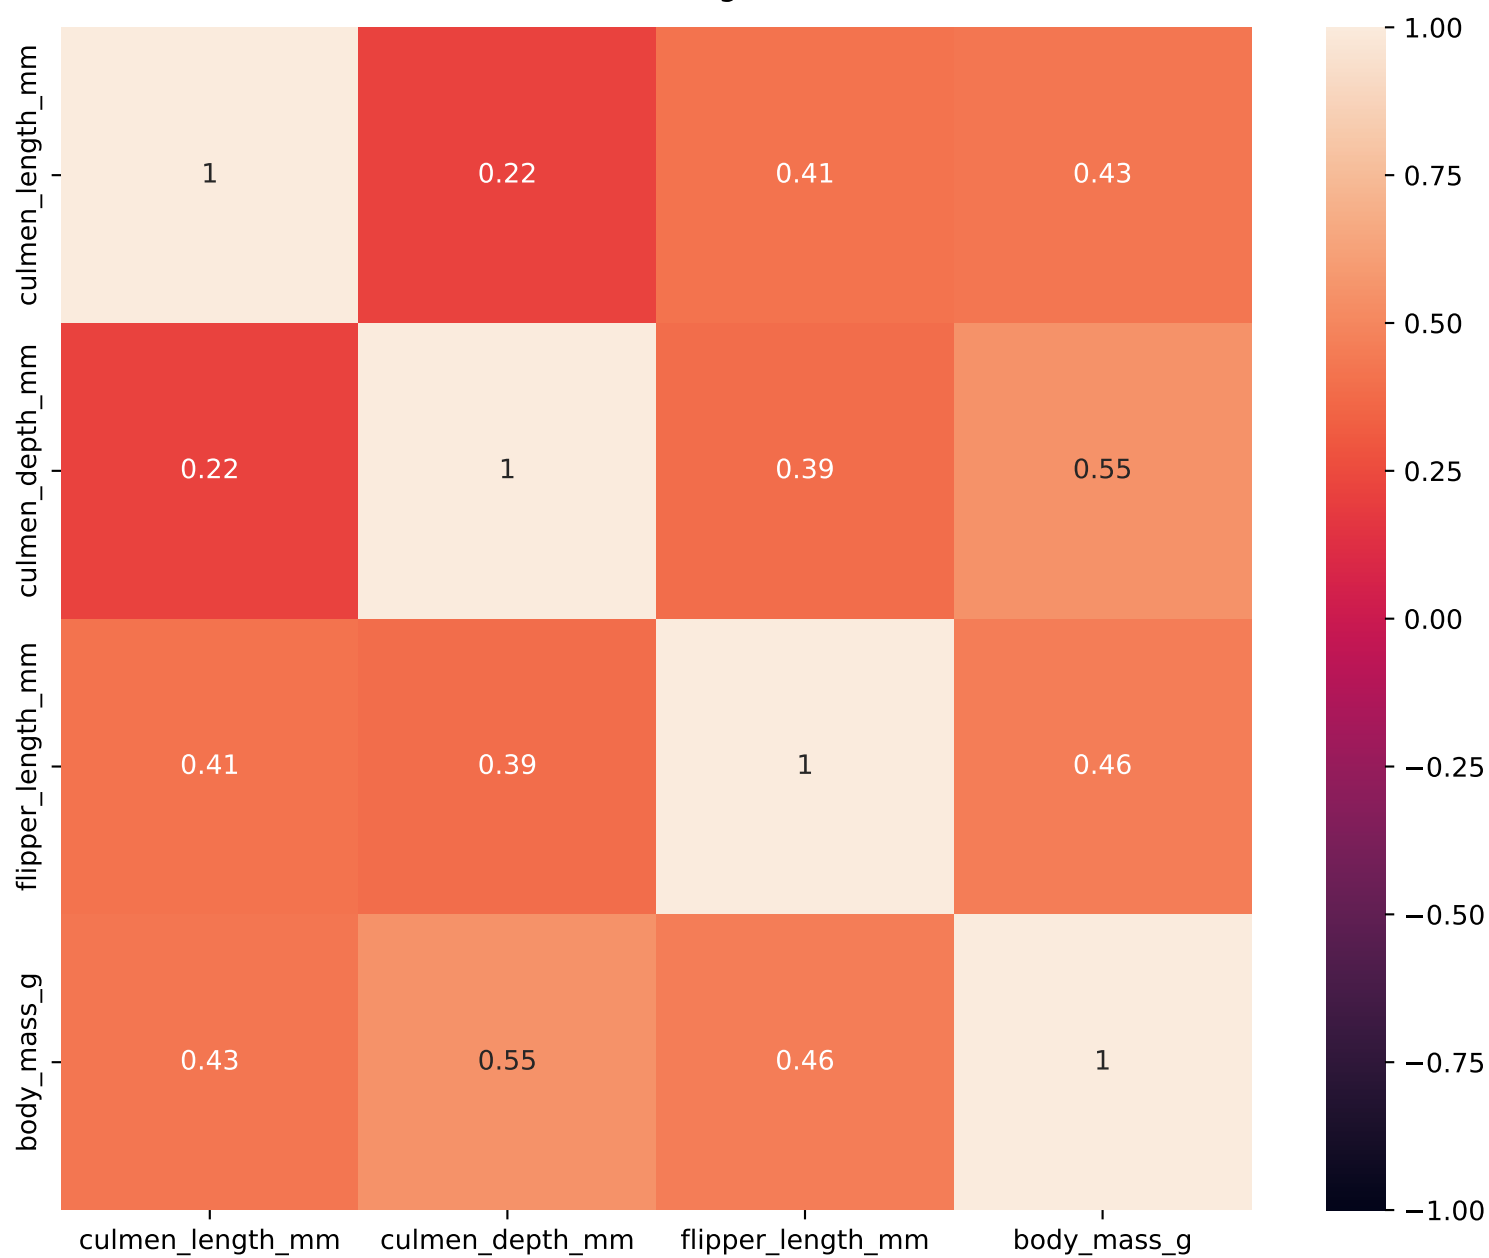 culmen_length_mm
1 0.22 0.41 0.43
culmen_depth_mm
0.22 1 0.39 0.55
flipper_length_mm
0.41 0.39 1 0.46
body_mass_g
0.43 0.55 0.46 1
culmen_length_mm culmen_depth_mm flipper_length_mm body_mass_g
1.00
0.75
0.50
0.25
0.00
−0.25
−0.50
−0.75
−1.00